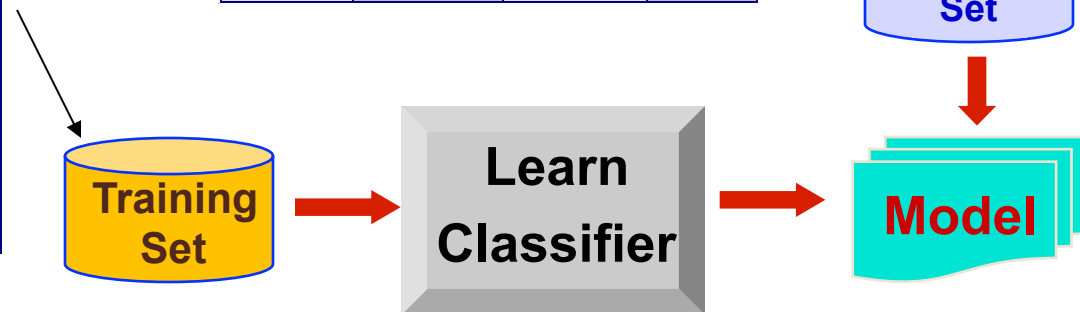 Set
Training
Set
Learn
Classifier
Model